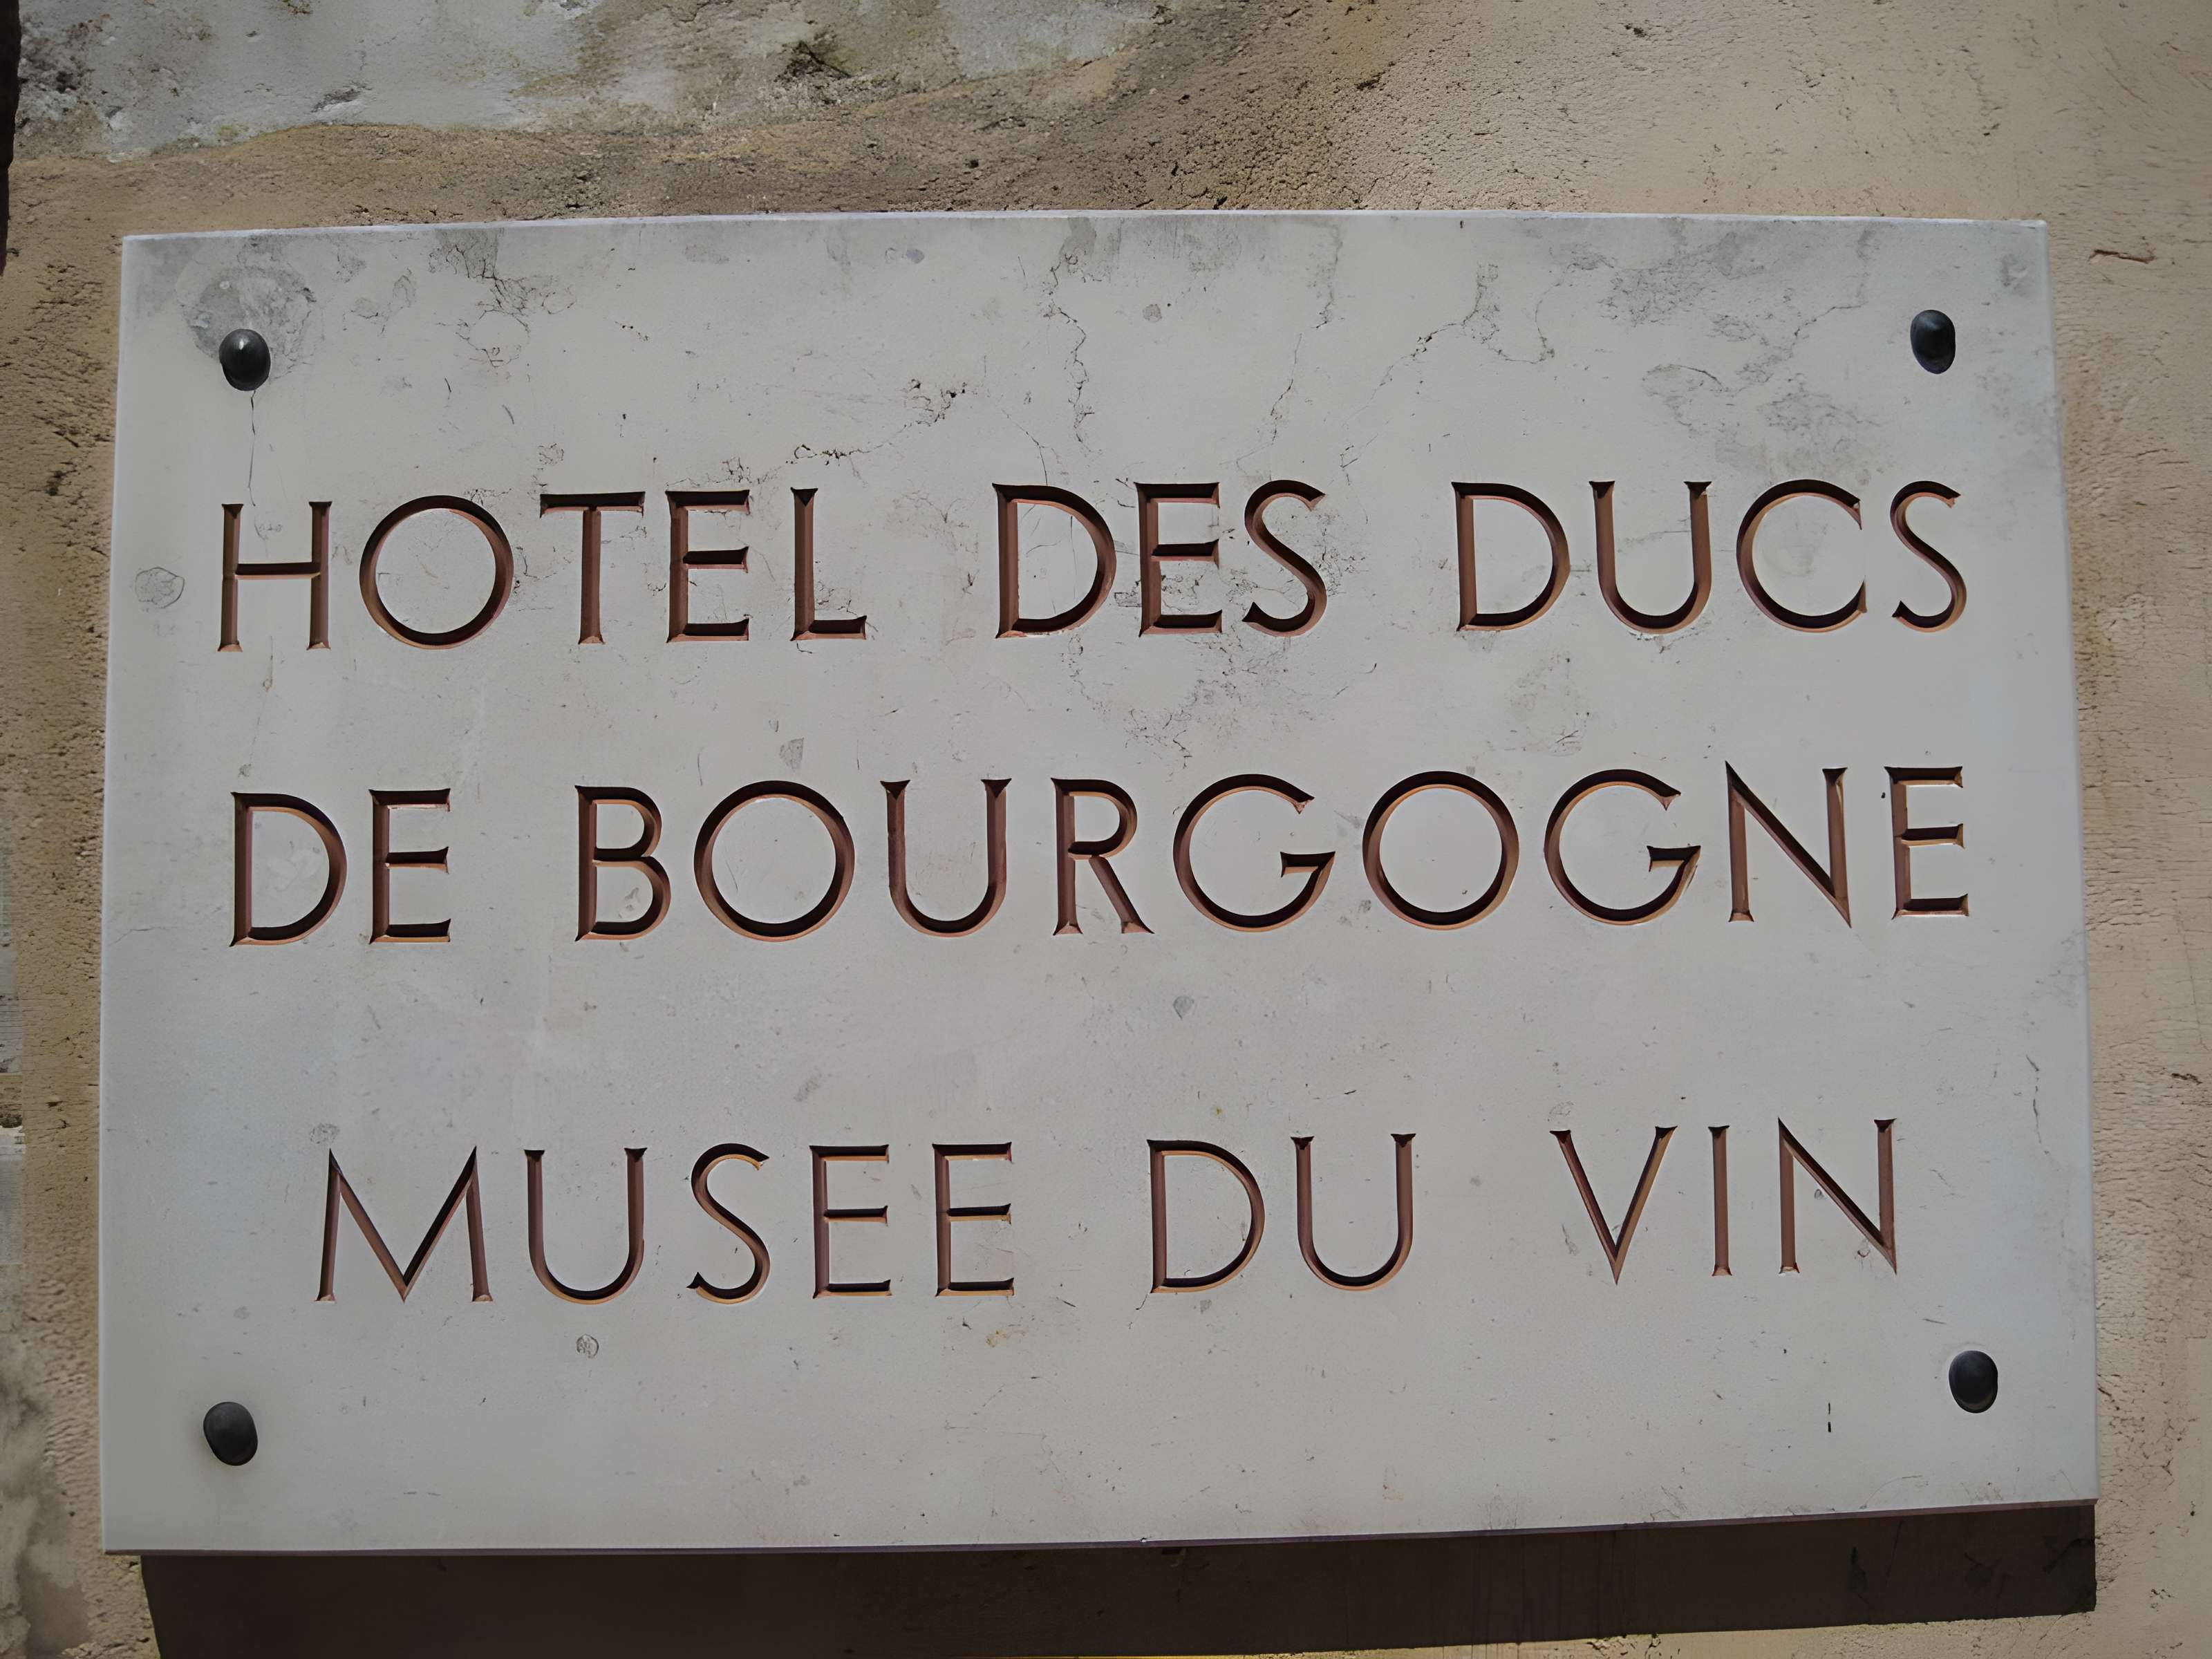 HOTEL DES DUCS
DE BOURGOGNE
MUSEE DU VIN